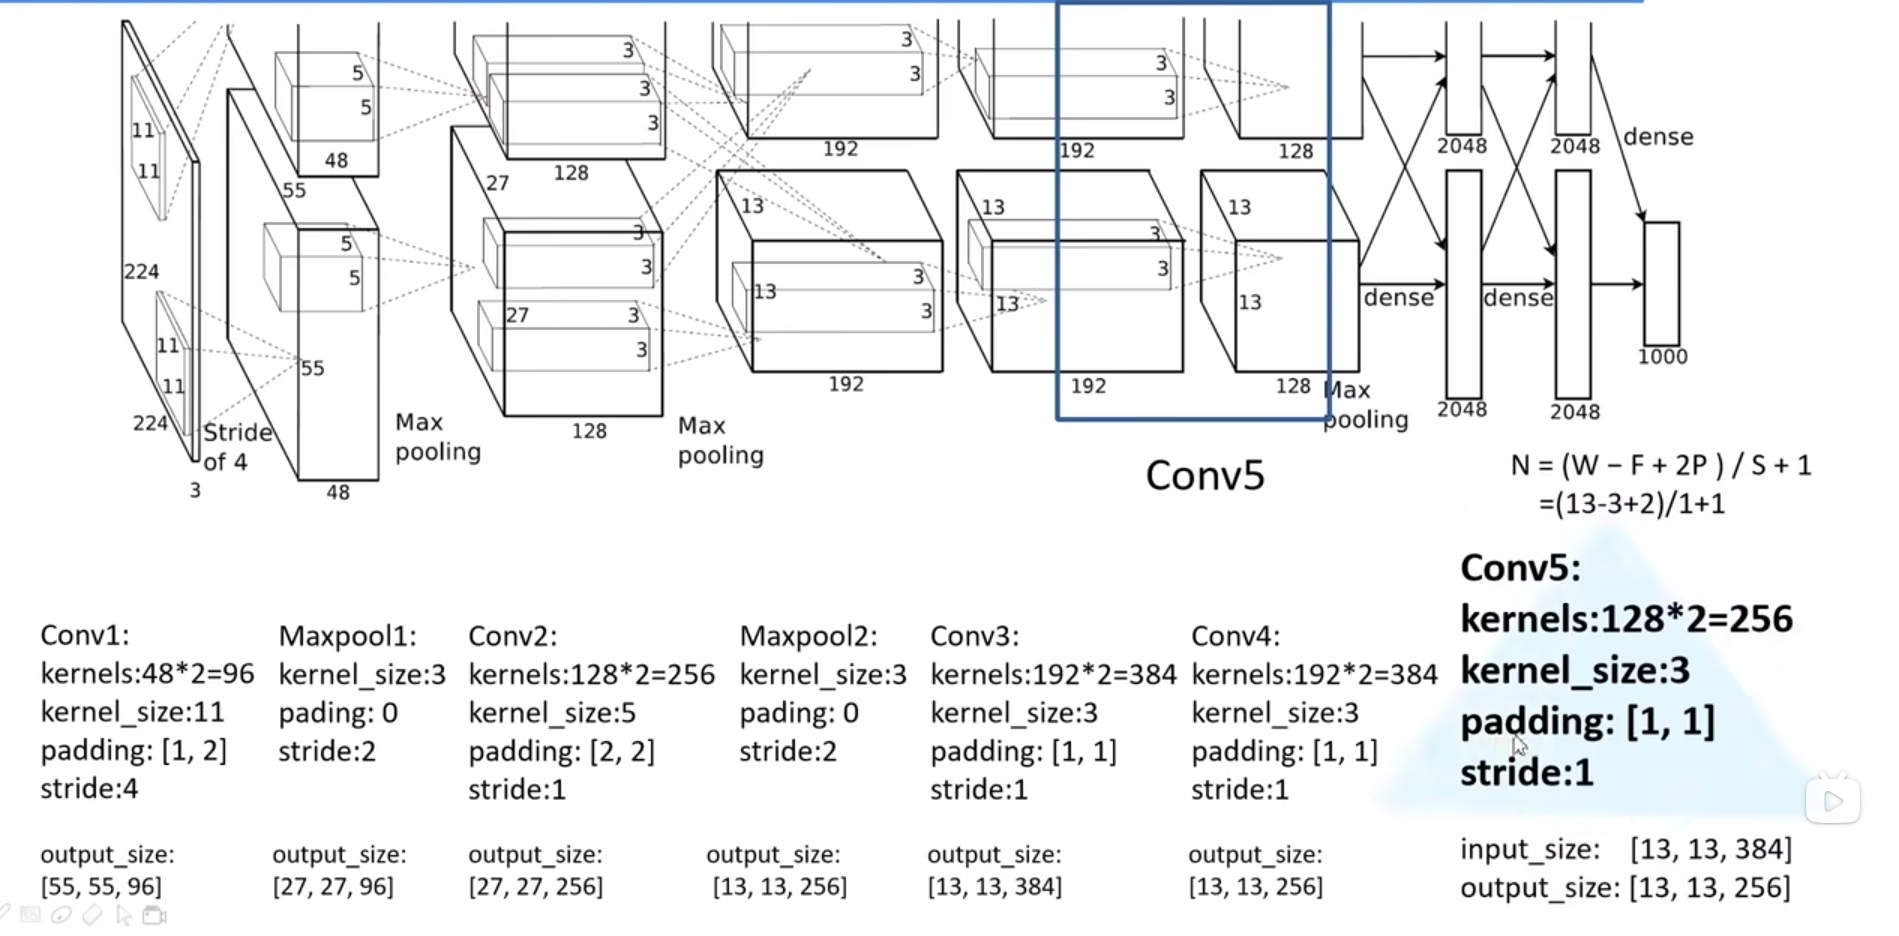 11
11
224
11
11
224
3
Stride
of 4
5
5
48
55
5
5
55
48
Max
pooling
3
3
3
128
27
3
3
27
3
3
128
Max
pooling
3
3
192
13
13
3
3
192
3
3
192
13
3
3
13
192
128
13
13
128
Max
pooling
2048
2048
dense
dense
dense
2048
2048
1000
Conv5
N = (W − F + 2P ) / S + 1
=(13-3+2)/1+1
Conv1:
kernels:48*2=96
kernel_size:11
padding: [1, 2]
stride:4
output_size:
[55, 55, 96]
Maxpool1:
kernel_size:3
pading: 0
stride:2
output_size:
[27, 27, 96]
Conv2:
kernels:128*2=256
kernel_size:5
padding: [2, 2]
stride:1
output_size:
[27, 27, 256]
Maxpool2:
kernel_size:3
pading: 0
stride:2
output_size:
[13, 13, 256]
Conv3:
kernels:192*2=384
kernel_size:3
padding: [1, 1]
stride:1
output_size:
[13, 13, 384]
Conv4:
kernels:192*2=384
kernel_size:3
padding: [1, 1]
stride:1
output_size:
[13, 13, 256]
Conv5:
kernels:128*2=256
kernel_size:3
padding: [1, 1]
stride:1
input_size: [13, 13, 384]
output_size: [13, 13, 256]